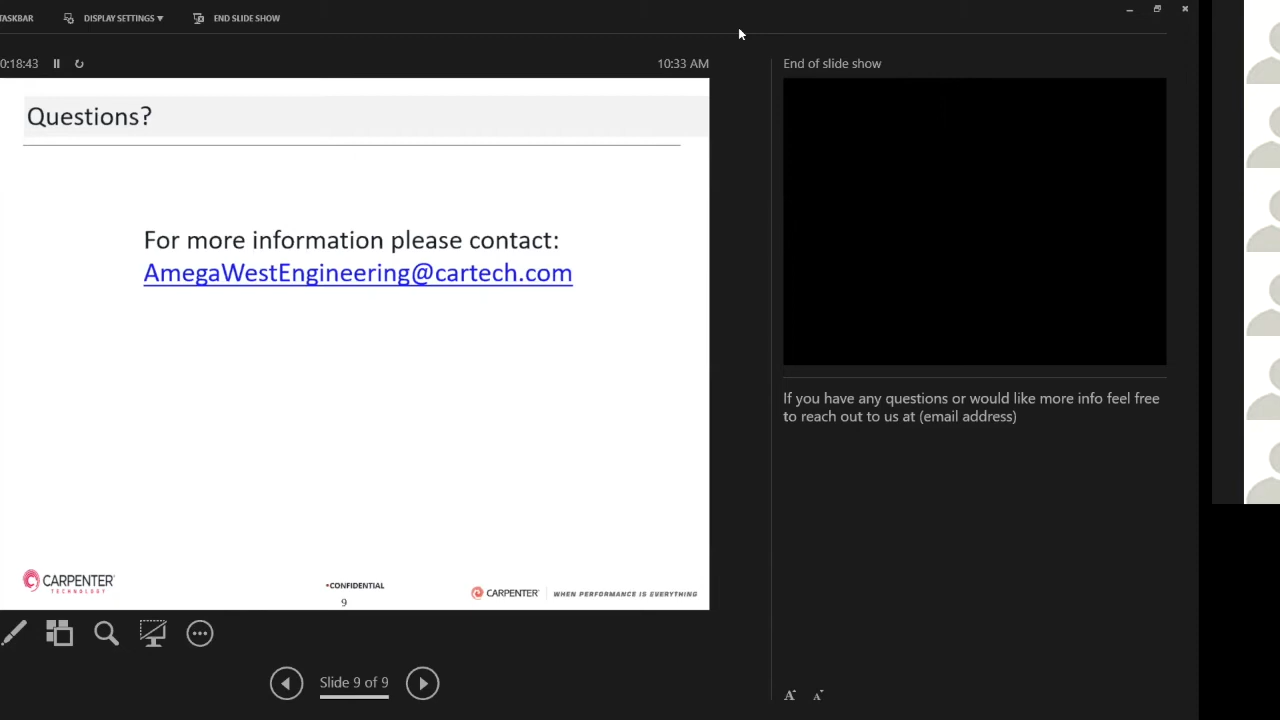 TASKBAR
DISPLAY SETTINGS
END SLIDE SHOW
0:18:43
10:33 AM
End of slide show
Questions?
For more information please contact:
AmegaWestEngineering@cartech.com
If you have any questions or would like more info feel free
to reach out to us at (email address)
CARPENTER
TECHNOLOGY
•CONFIDENTIAL
9
CARPENTER
WHEN PERFORMANCE IS EVERYTHING
Slide 9 of 9
A A